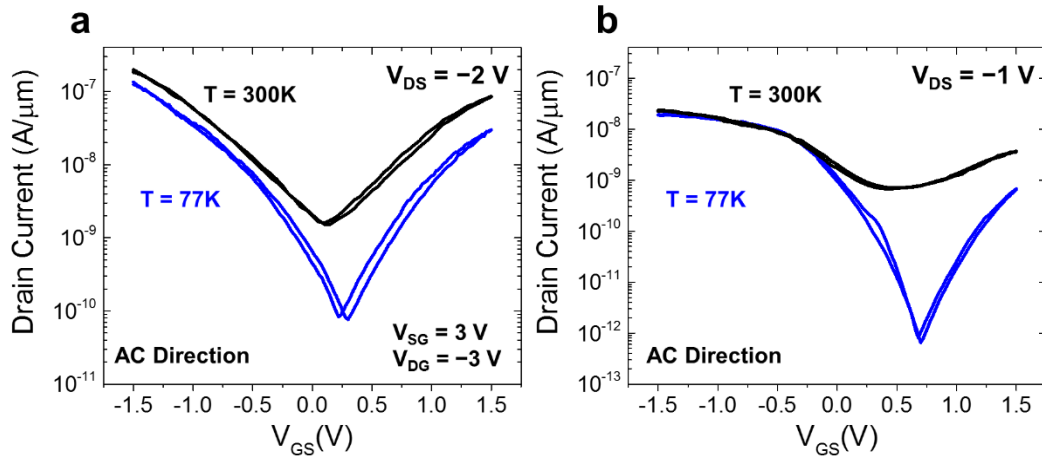 a
V_DS = −2 V
T = 300K
T = 77K
V_SG = 3 V
V_DG = −3 V
AC Direction
Drain Current (A/μm)
10⁻⁷
10⁻⁸
10⁻⁹
10⁻¹⁰
10⁻¹¹
-1.5 -1.0 -0.5 0.0 0.5 1.0 1.5
V_GS(V)
b
V_DS = −1 V
T = 300K
T = 77K
AC Direction
Drain Current (A/μm)
10⁻⁷
10⁻⁸
10⁻⁹
10⁻¹⁰
10⁻¹¹
10⁻¹²
10⁻¹³
-1.5 -1.0 -0.5 0.0 0.5 1.0 1.5
V_GS(V)